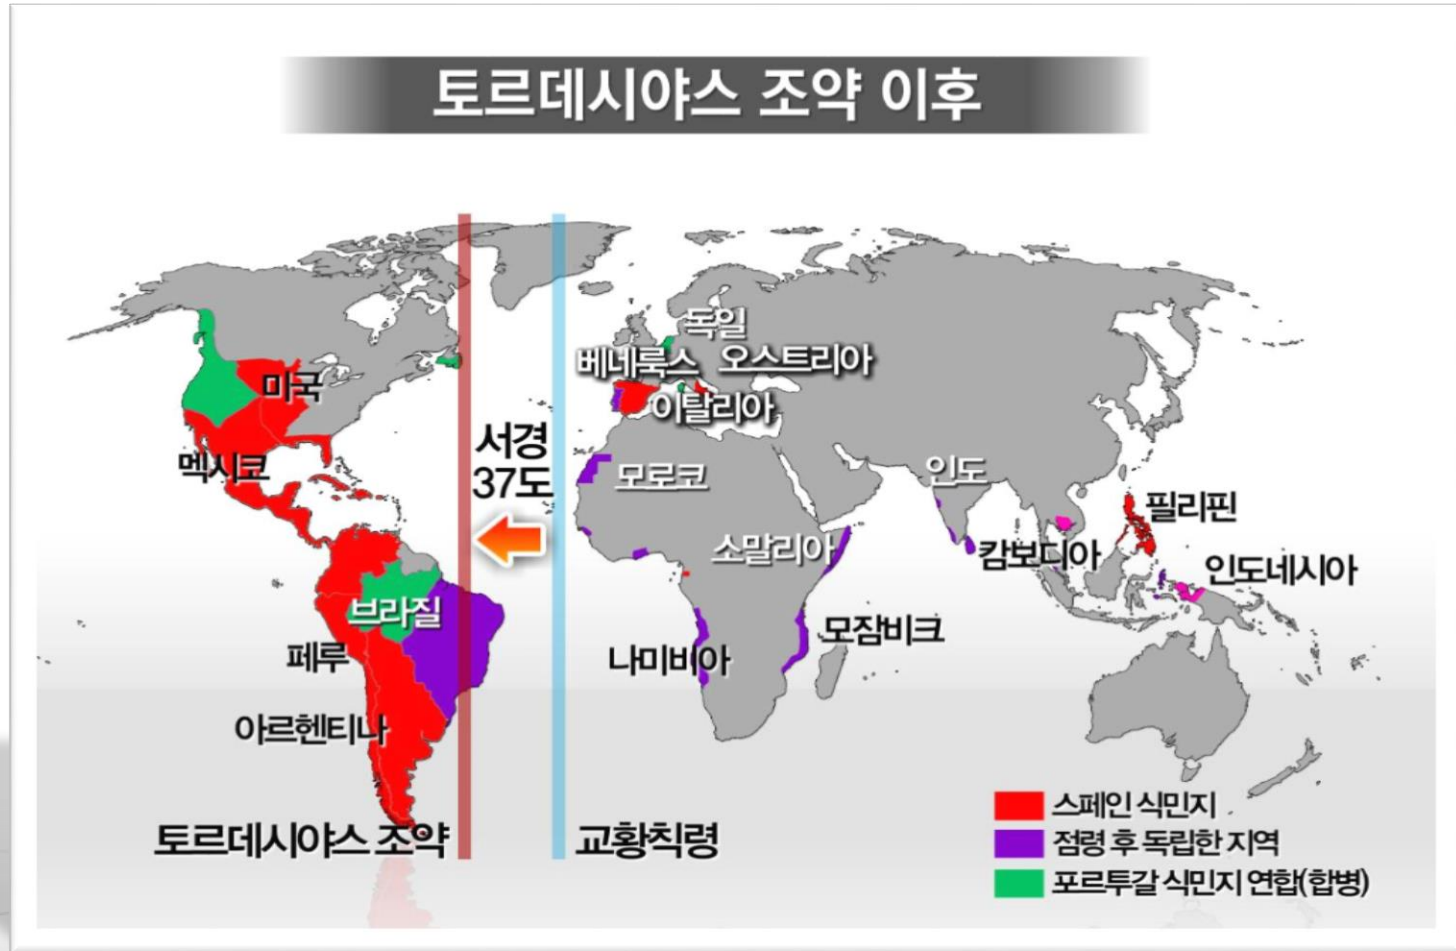 토르데시야스 조약 이후
독일
베네룩스
오스트리아
미국
이탈리아
서경
37도
멕시코
모로코
인도
필리핀
소말리아
캄보디아
인도네시아
브라질
모잠비크
페루
나미비아
아르헨티나
스페인 식민지
토르데시야스 조약
교황칙령
점령 후 독립한 지역
포르투갈 식민지 연합(합병)